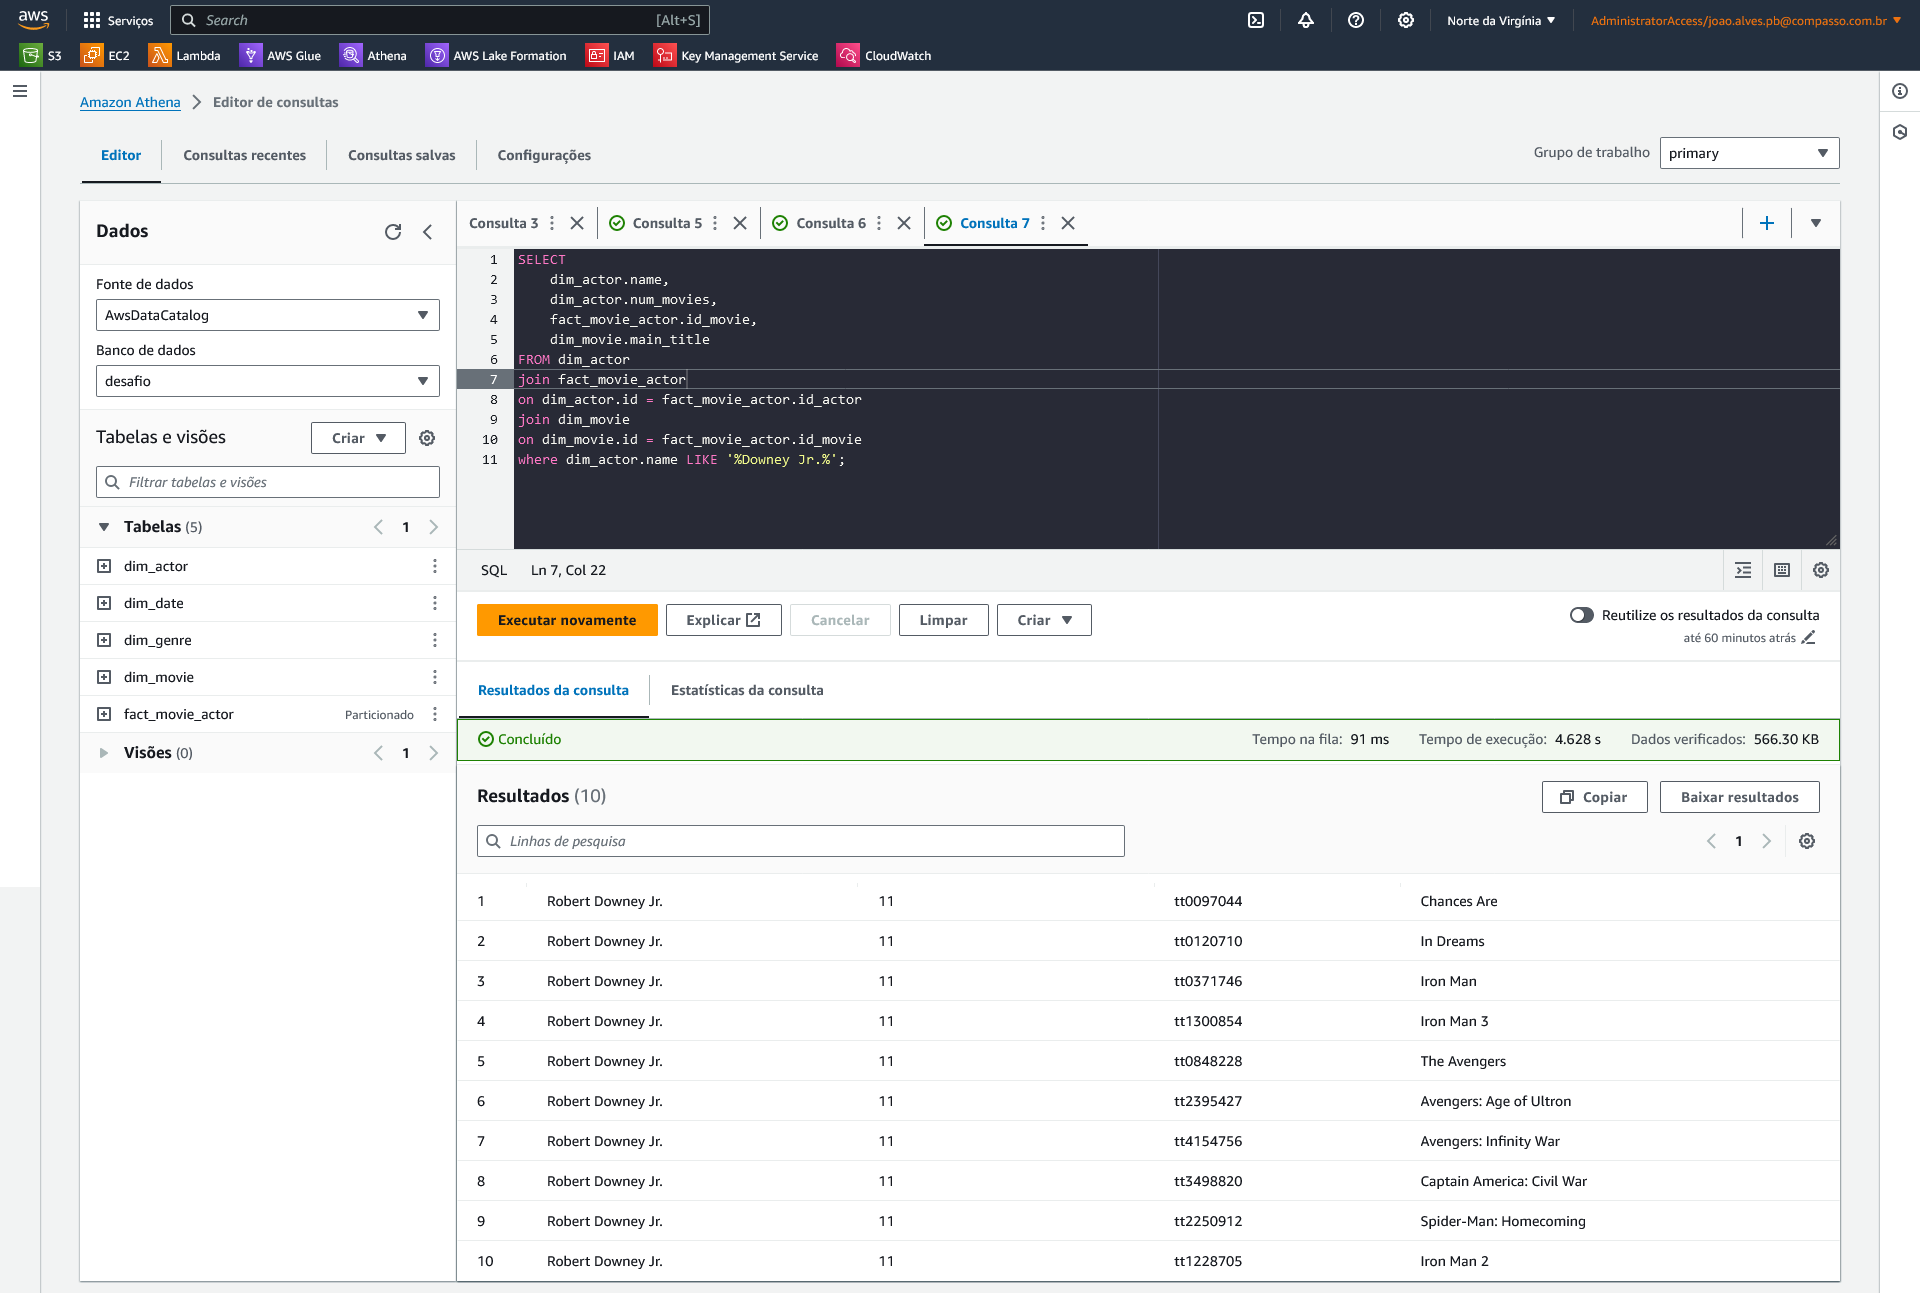 aws Serviços Search [Alt+S] Norte da Virgínia AdministratorAccess/joao.alves.pb@compasso.com.br
S3 EC2 Lambda AWS Glue Athena AWS Lake Formation IAM Key Management Service CloudWatch
Amazon Athena Editor de consultas
Editor Consultas recentes Consultas salvas Configurações
Grupo de trabalho primary
Dados
Fonte de dados
AwsDataCatalog
Banco de dados
desafio
Tabelas e visões Criar
Filtrar tabelas e visões
Tabelas (5) 1
dim_actor
dim_date
dim_genre
dim_movie
fact_movie_actor Particionado
Visões (0) 1
Consulta 3 Consulta 5 Consulta 6 Consulta 7
1 SELECT
2 dim_actor.name,
3 dim_actor.num_movies,
4 fact_movie_actor.id_movie,
5 dim_movie.main_title
6 FROM dim_actor
7 join fact_movie_actor
8 on dim_actor.id = fact_movie_actor.id_actor
9 join dim_movie
10 on dim_movie.id = fact_movie_actor.id_movie
11 where dim_actor.name LIKE '%Downey Jr.%';
SQL Ln 7, Col 22
Executar novamente Explicar Cancelar Limpar Criar
Reutilize os resultados da consulta
até 60 minutos atrás
Resultados da consulta Estatísticas da consulta
Concluído Tempo na fila: 91 ms Tempo de execução: 4.628 s Dados verificados: 566.30 KB
Resultados (10) Copiar Baixar resultados
Linhas de pesquisa 1
1 Robert Downey Jr. 11 tt0097044 Chances Are
2 Robert Downey Jr. 11 tt0120710 In Dreams
3 Robert Downey Jr. 11 tt0371746 Iron Man
4 Robert Downey Jr. 11 tt1300854 Iron Man 3
5 Robert Downey Jr. 11 tt0848228 The Avengers
6 Robert Downey Jr. 11 tt2395427 Avengers: Age of Ultron
7 Robert Downey Jr. 11 tt4154756 Avengers: Infinity War
8 Robert Downey Jr. 11 tt3498820 Captain America: Civil War
9 Robert Downey Jr. 11 tt2250912 Spider-Man: Homecoming
10 Robert Downey Jr. 11 tt1228705 Iron Man 2